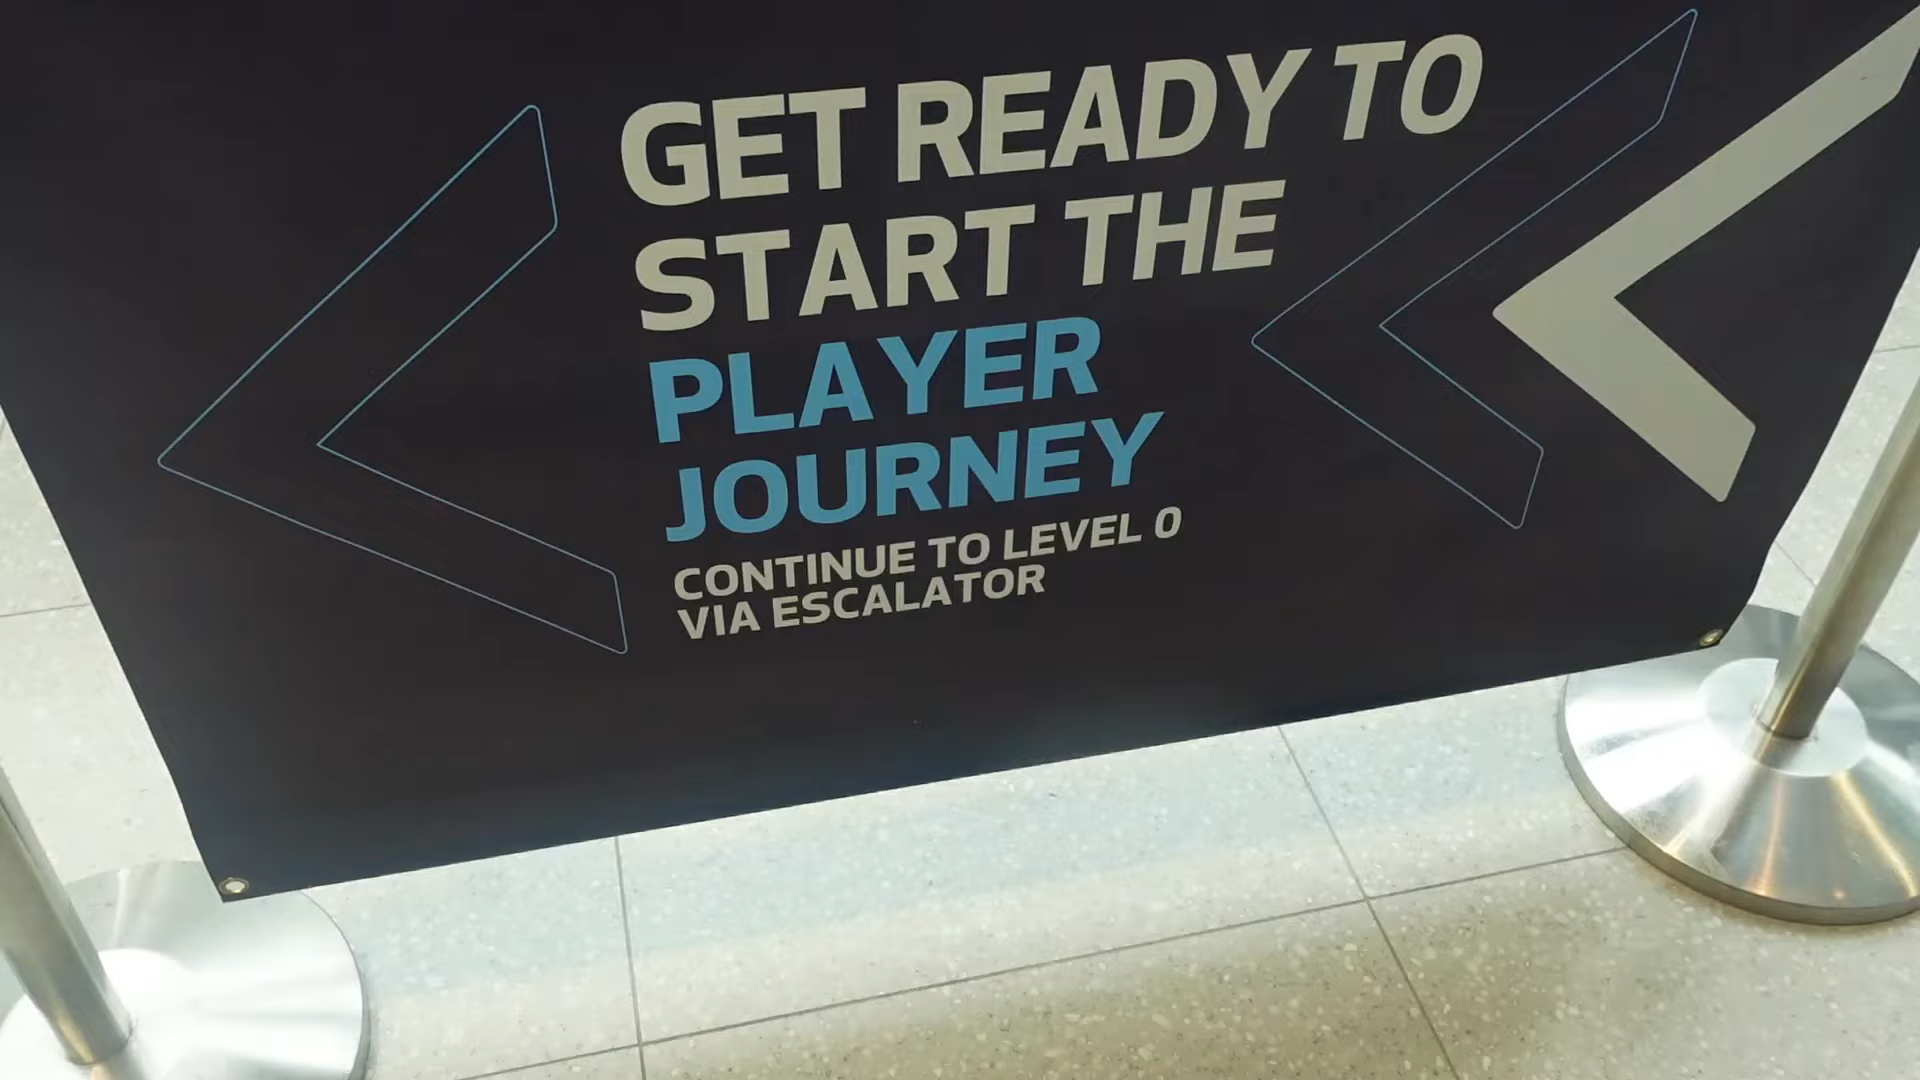 GET READY TO
START THE
PLAYER
JOURNEY
CONTINUE TO LEVEL 0
VIA ESCALATOR